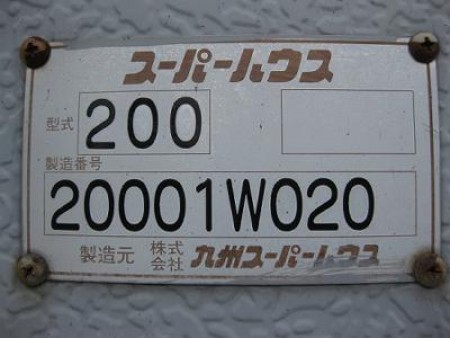 スーパーハウス
型式 200
製造番号
20001W020
製造元 株式会社 九州スーパーハウス